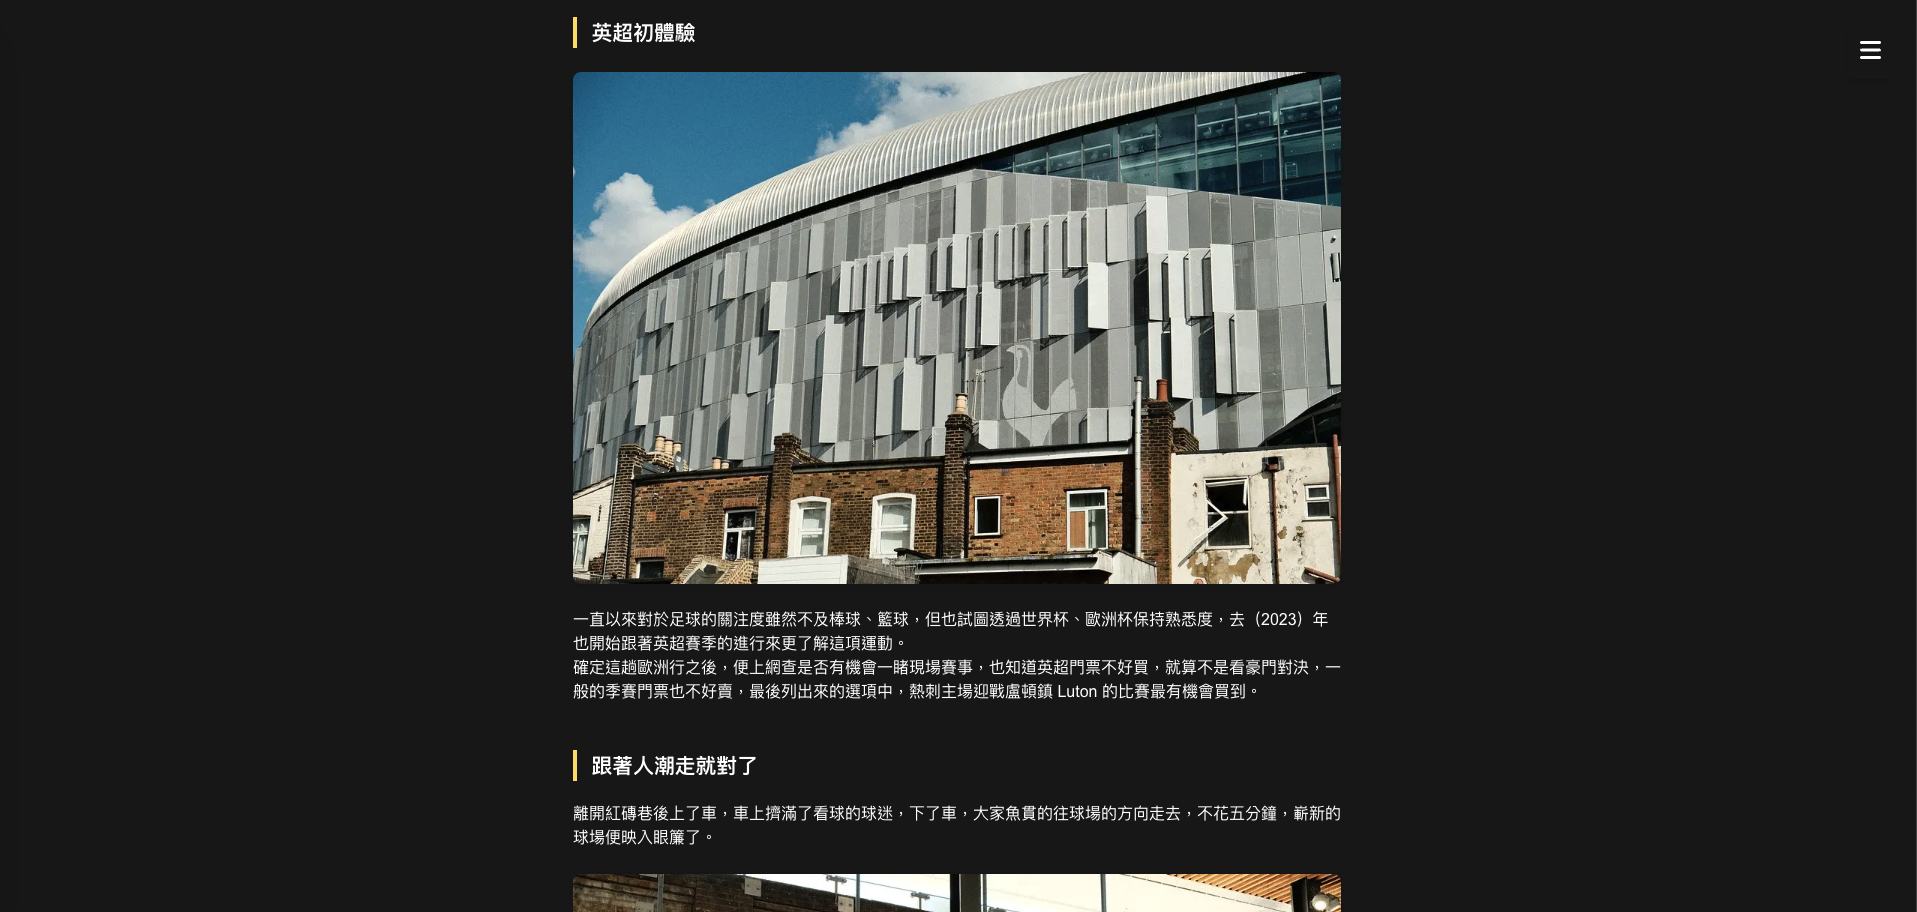 英超初體驗
一直以來對於足球的關注度雖然不及棒球、籃球，但也試圖透過世界杯、歐洲杯保持熟悉度，去（2023）年
也開始跟著英超賽季的進行來更了解這項運動。
確定這趟歐洲行之後，便上網查是否有機會一睹現場賽事，也知道英超門票不好買，就算不是看豪門對決，一
般的季賽門票也不好賣，最後列出來的選項中，熱刺主場迎戰盧頓鎮 Luton 的比賽最有機會買到。
跟著人潮走就對了
離開紅磚巷後上了車，車上擠滿了看球的球迷，下了車，大家魚貫的往球場的方向走去，不花五分鐘，嶄新的
球場便映入眼簾了。